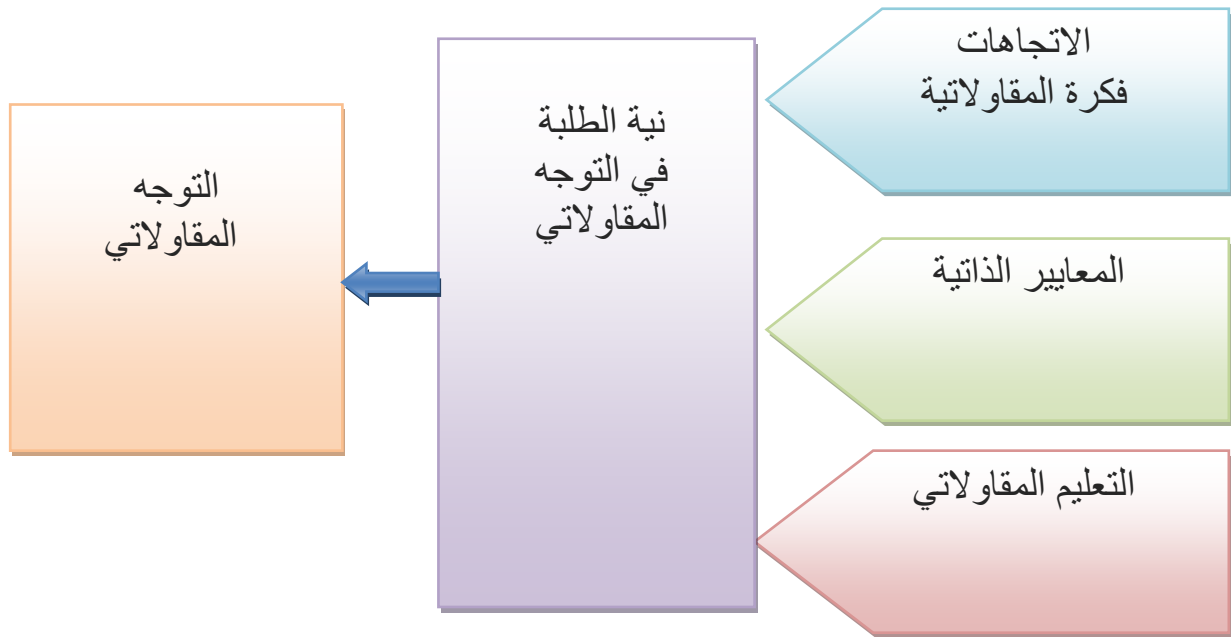 الاتجاهات
فكرة المقاولاتية
المعايير الذاتية
التعليم المقاولاتي
نية الطلبة
في التوجه
المقاولاتي
التوجه
المقاولاتي